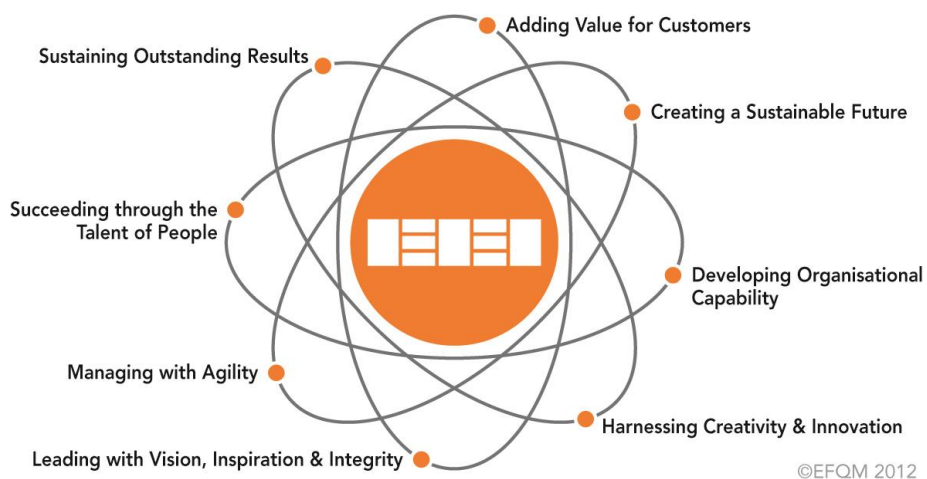 Adding Value for Customers
Sustaining Outstanding Results
Creating a Sustainable Future
Succeeding through the
Talent of People
Developing Organisational
Capability
Managing with Agility
Harnessing Creativity & Innovation
Leading with Vision, Inspiration & Integrity
©EFQM 2012